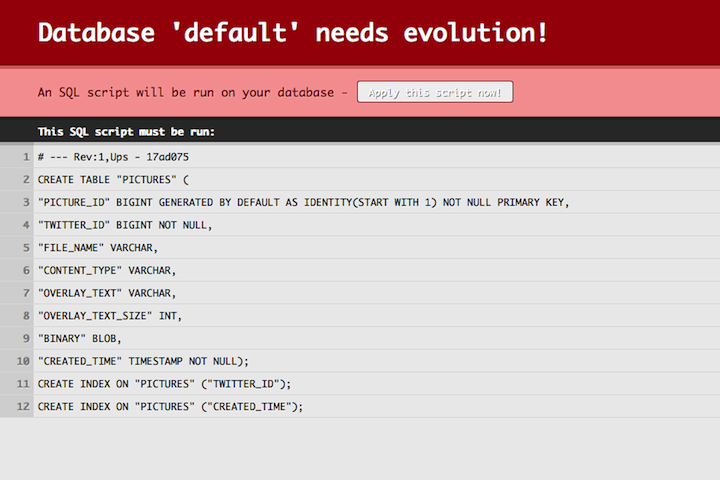 Database 'default' needs evolution!
An SQL script will be run on your database - Apply this script now!
This SQL script must be run:
1 # --- Rev:1,Ups - 17ad075
2 CREATE TABLE "PICTURES" (
3 "PICTURE_ID" BIGINT GENERATED BY DEFAULT AS IDENTITY(START WITH 1) NOT NULL PRIMARY KEY,
4 "TWITTER_ID" BIGINT NOT NULL,
5 "FILE_NAME" VARCHAR,
6 "CONTENT_TYPE" VARCHAR,
7 "OVERLAY_TEXT" VARCHAR,
8 "OVERLAY_TEXT_SIZE" INT,
9 "BINARY" BLOB,
10 "CREATED_TIME" TIMESTAMP NOT NULL);
11 CREATE INDEX ON "PICTURES" ("TWITTER_ID");
12 CREATE INDEX ON "PICTURES" ("CREATED_TIME");